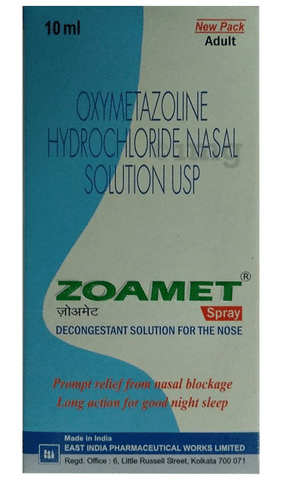 10 ml
New Pack
Adult
OXYMETAZOLINE
HYDROCHLORIDE NASAL
SOLUTION USP
ZOAMET®
ज़ोअमेट
Spray
DECONGESTANT SOLUTION FOR THE NOSE
Prompt relief from nasal blockage
Long action for good night sleep
Made in India
EAST INDIA PHARMACEUTICAL WORKS LIMITED
Regd. Office : 6, Little Russell Street, Kolkata 700 071